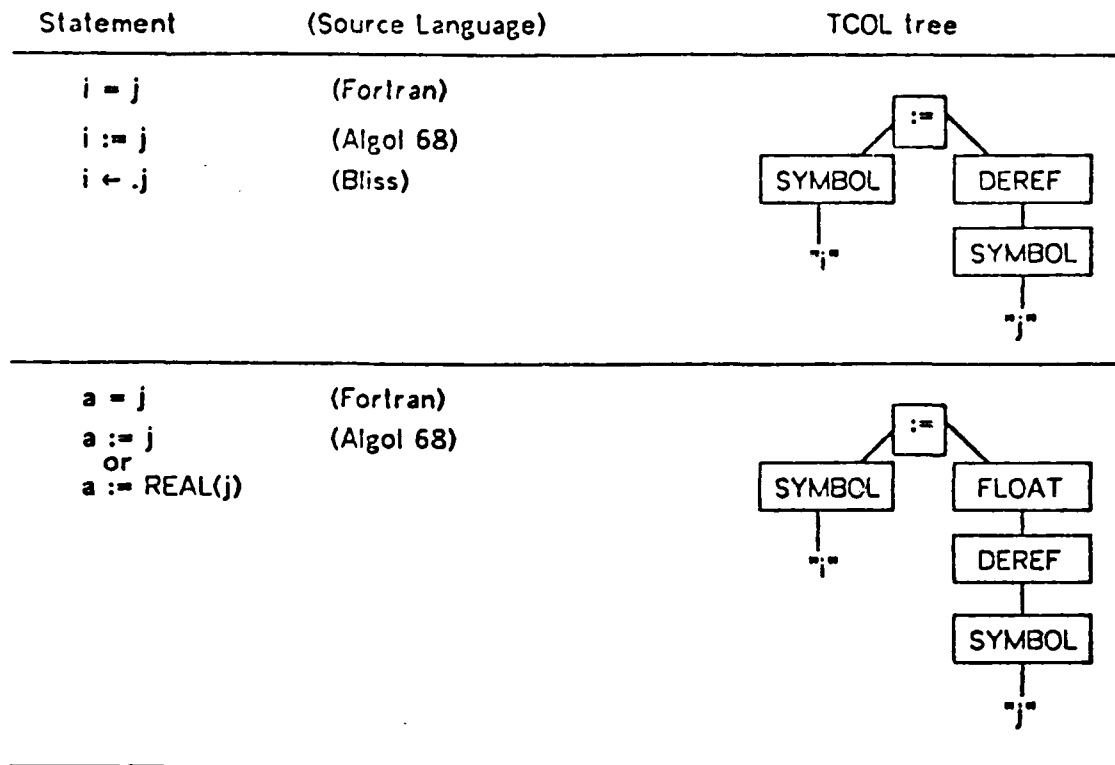 Statement (Source Language) TCOL tree
i = j (Fortran)
i := j (Algol 68)
i ← .j (Bliss)
:=
SYMBOL DEREF
"i" SYMBOL
"j"
a = j (Fortran)
a := j (Algol 68)
or
a := REAL(j)
:=
SYMBOL FLOAT
"i" DEREF
SYMBOL
"j"